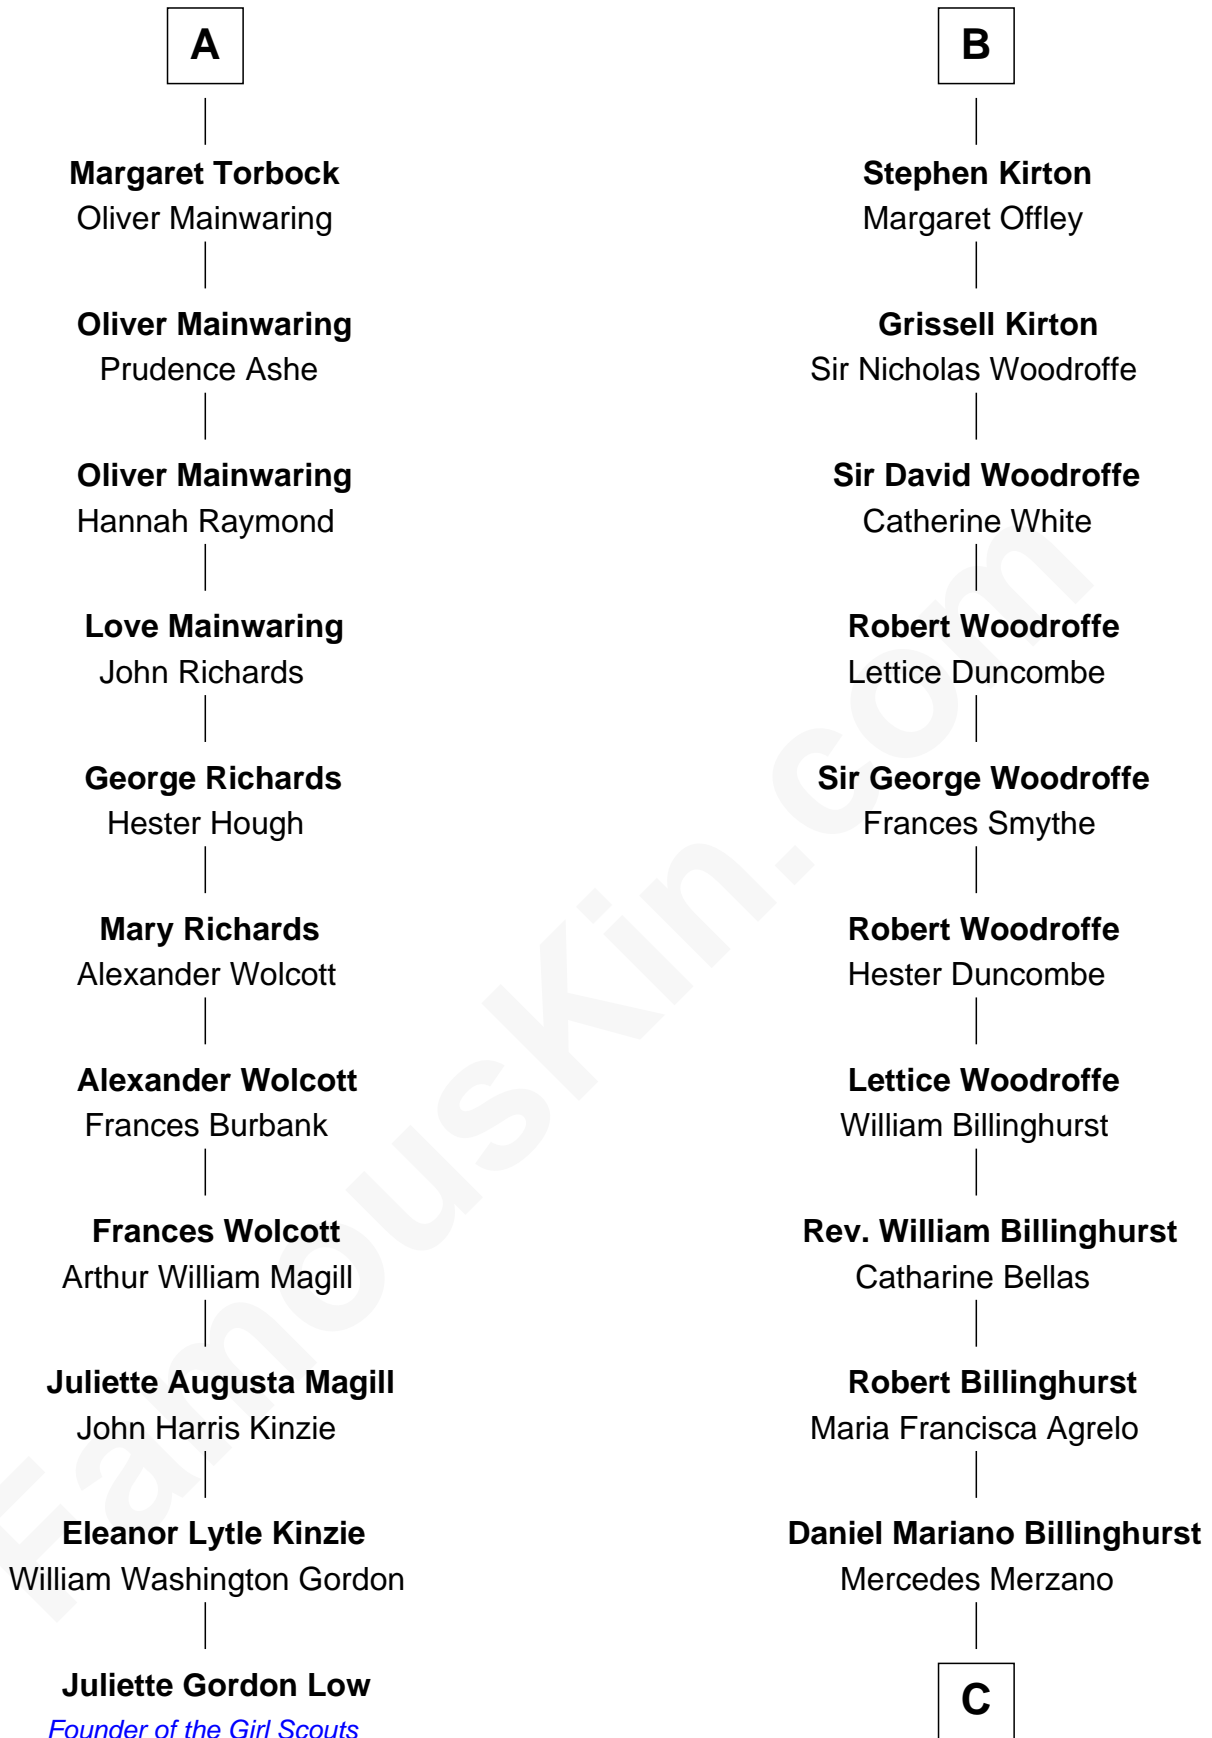 A
Margaret Torbock
Oliver Mainwaring
Oliver Mainwaring
Prudence Ashe
Oliver Mainwaring
Hannah Raymond
Love Mainwaring
John Richards
George Richards
Hester Hough
Mary Richards
Alexander Wolcott
Alexander Wolcott
Frances Burbank
Frances Wolcott
Arthur William Magill
Juliette Augusta Magill
John Harris Kinzie
Eleanor Lytle Kinzie
William Washington Gordon
Juliette Gordon Low
Founder of the Girl Scouts
B
Stephen Kirton
Margaret Offley
Grissell Kirton
Sir Nicholas Woodroffe
Sir David Woodroffe
Catherine White
Robert Woodroffe
Lettice Duncombe
Sir George Woodroffe
Frances Smythe
Robert Woodroffe
Hester Duncombe
Lettice Woodroffe
William Billinghurst
Rev. William Billinghurst
Catharine Bellas
Robert Billinghurst
Maria Francisca Agrelo
Daniel Mariano Billinghurst
Mercedes Merzano
C
FamousKin.com